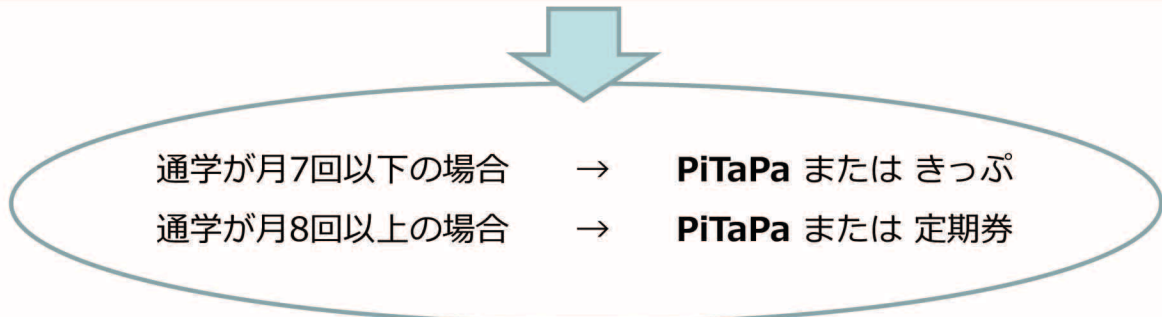 通学が月7回以下の場合 → PiTaPa または きっぷ
通学が月8回以上の場合 → PiTaPa または 定期券